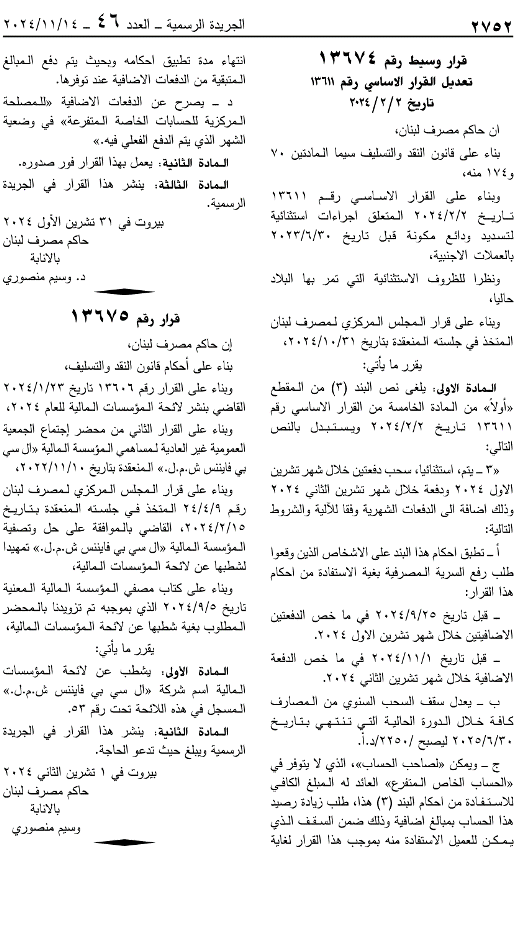 ٢٧٥٢
الجريدة الرسمية ــ العدد ٤٦ ــ ٢٠٢٤/١١/١٤
قرار وسيط رقم ١٣٦٧٤
تعديل القرار الاساسي رقم ١٣٦١١
تاريخ ٢٠٢٤/٢/٢
ان حاكم مصرف لبنان،
بناء على قانون النقد والتسليف سيما المادتين ٧٠
و١٧٤ منه،
وبناء على القرار الاساسي رقم ١٣٦١١
تاريخ ٢٠٢٤/٢/٢ المتعلق اجراءات استثنائية
لتسديد ودائع مكونة قبل تاريخ ٢٠٢٣/٦/٣٠
بالعملات الاجنبية،
ونظرا للظروف الاستثنائية التي تمر بها البلاد
حاليا،
وبناء على قرار المجلس المركزي لمصرف لبنان
المتخذ في جلسته المنعقدة بتاريخ ٢٠٢٤/١٠/٣١،
يقرر ما يأتي:
المادة الاولى: يلغى نص البند (٣) من المقطع
«أولاً» من المادة الخامسة من القرار الاساسي رقم
١٣٦١١ تاريخ ٢٠٢٤/٢/٢ ويستبدل بالنص
التالي:
«٣ ــ يتم، استثنائيا، سحب دفعتين خلال شهر تشرين
الاول ٢٠٢٤ ودفعة خلال شهر تشرين الثاني ٢٠٢٤
وذلك اضافة الى الدفعات الشهرية وفقا للآلية والشروط
التالية:
أ ــ تطبق احكام هذا البند على الاشخاص الذين وقعوا
طلب رفع السرية المصرفية بغية الاستفادة من احكام
هذا القرار:
ــ قبل تاريخ ٢٠٢٤/٩/٢٥ في ما خص الدفعتين
الاضافيتين خلال شهر تشرين الاول ٢٠٢٤.
ــ قبل تاريخ ٢٠٢٤/١١/١ في ما خص الدفعة
الاضافية خلال شهر تشرين الثاني ٢٠٢٤.
ب ــ يعدل سقف السحب السنوي من المصارف
كافة خلال الدورة الحالية التي تنتهي بتاريخ
٢٠٢٥/٦/٣٠ ليصبح /٢٢٥٠/د.أ.
ج ــ ويمكن «لصاحب الحساب»، الذي لا يتوفر في
«الحساب الخاص المتفرع» العائد له المبلغ الكافي
للاستفادة من احكام البند (٣) هذا، طلب زيادة رصيد
هذا الحساب بمبالغ اضافية وذلك ضمن السقف الذي
يمكن للعميل الاستفادة منه بموجب هذا القرار لغاية
انتهاء مدة تطبيق احكامه وبحيث يتم دفع المبالغ
المتبقية من الدفعات الاضافية عند توفرها.
د ــ يصرح عن الدفعات الاضافية «للمصلحة
المركزية للحسابات الخاصة المتفرعة» في وضعية
الشهر الذي يتم الدفع الفعلي فيه.»
المادة الثانية: يعمل بهذا القرار فور صدوره.
المادة الثالثة: ينشر هذا القرار في الجريدة
الرسمية.
بيروت في ٣١ تشرين الأول ٢٠٢٤
حاكم مصرف لبنان
بالانابة
د. وسيم منصوري
قرار رقم ١٣٦٧٥
إن حاكم مصرف لبنان،
بناء على أحكام قانون النقد والتسليف،
وبناء على القرار رقم ١٣٦٠٦ تاريخ ٢٠٢٤/١/٢٣
القاضي بنشر لائحة المؤسسات المالية للعام ٢٠٢٤،
وبناء على القرار الثاني من محضر إجتماع الجمعية
العمومية غير العادية لمساهمي المؤسسة المالية «ال سي
بي فايننس ش.م.ل.» المنعقدة بتاريخ ٢٠٢٢/١١/١٠،
وبناء على قرار المجلس المركزي لمصرف لبنان
رقم ٢٤/٤/٩ المتخذ في جلسته المنعقدة بتاريخ
٢٠٢٤/٢/١٥، القاضي بالموافقة على حل وتصفية
المؤسسة المالية «ال سي بي فايننس ش.م.ل.» تمهيدا
لشطبها عن لائحة المؤسسات المالية،
وبناء على كتاب مصفي المؤسسة المالية المعنية
تاريخ ٢٠٢٤/٩/٥ الذي بموجبه تم تزويدنا بالمحضر
المطلوب بغية شطبها عن لائحة المؤسسات المالية،
يقرر ما يأتي:
المادة الاولى: يشطب عن لائحة المؤسسات
المالية اسم شركة «ال سي بي فايننس ش.م.ل.»
المسجل في هذه اللائحة تحت رقم ٥٣.
المادة الثانية: ينشر هذا القرار في الجريدة
الرسمية ويبلغ حيث تدعو الحاجة.
بيروت في ١ تشرين الثاني ٢٠٢٤
حاكم مصرف لبنان
بالانابة
وسيم منصوري